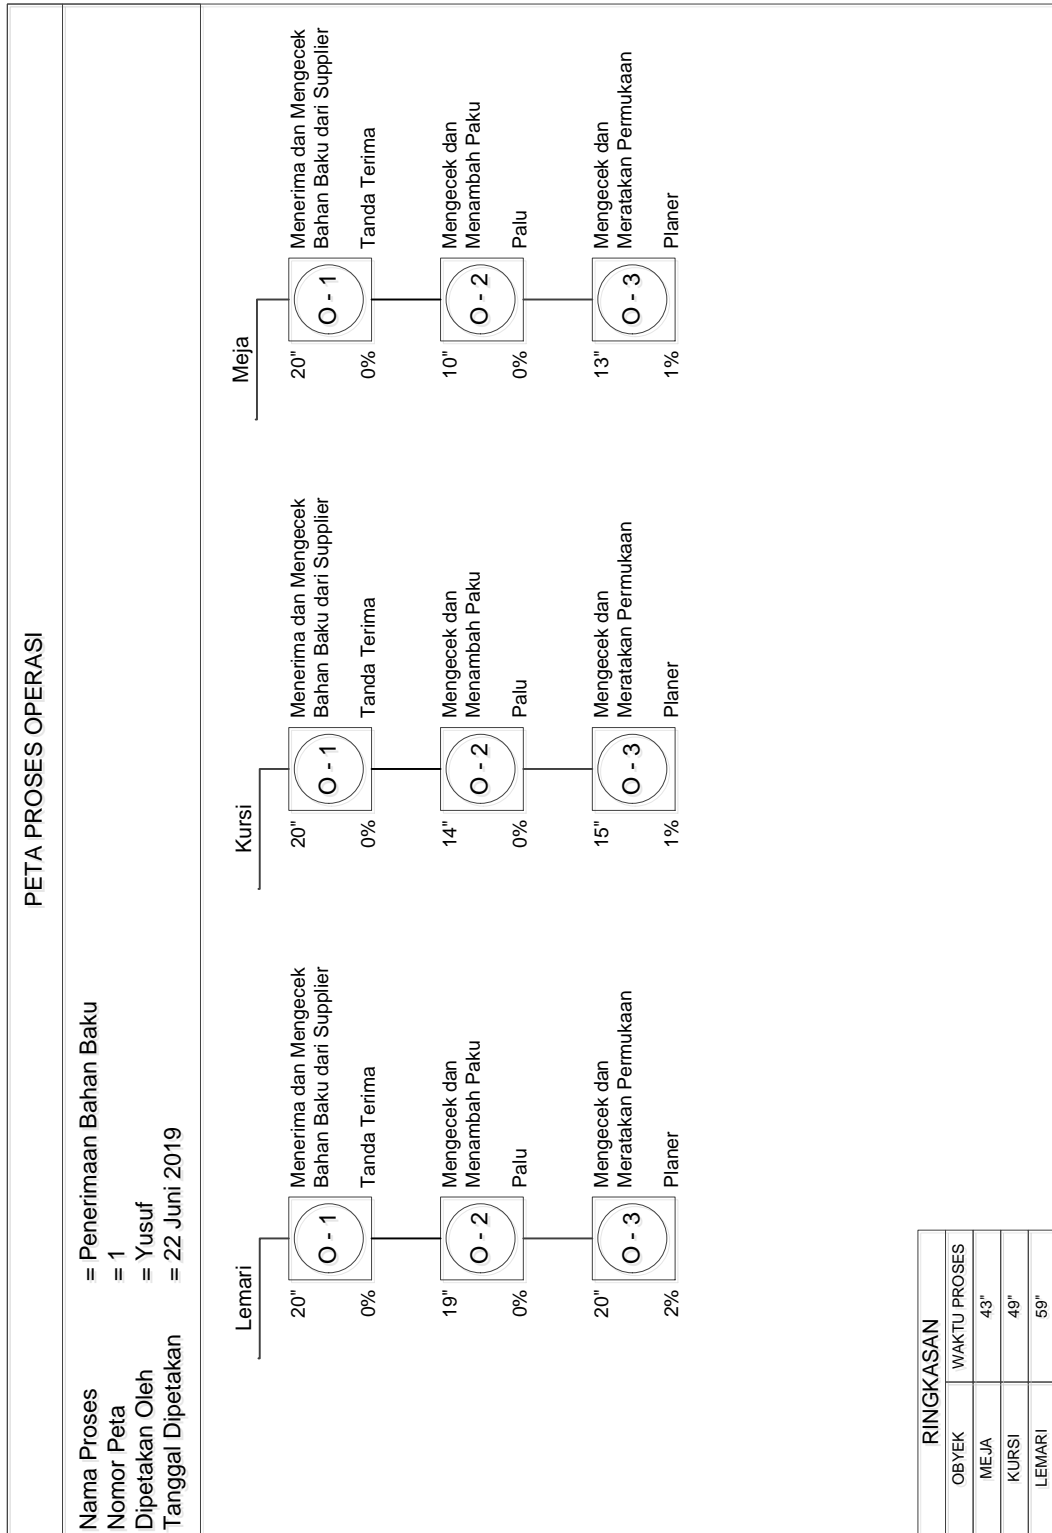 PETA PROSES OPERASI
Nama Proses = Penerimaan Bahan Baku
Nomor Peta = 1
Dipetakan Oleh = Yusuf
Tanggal Dipetakan = 22 Juni 2019
Lemari
20" O - 1 Menerima dan Mengecek
Bahan Baku dari Supplier
0% Tanda Terima
19" O - 2 Mengecek dan
Menambah Paku
0% Palu
20" O - 3 Mengecek dan
Meratakan Permukaan
2% Planer
Kursi
20" O - 1 Menerima dan Mengecek
Bahan Baku dari Supplier
0% Tanda Terima
14" O - 2 Mengecek dan
Menambah Paku
0% Palu
15" O - 3 Mengecek dan
Meratakan Permukaan
1% Planer
Meja
20" O - 1 Menerima dan Mengecek
Bahan Baku dari Supplier
0% Tanda Terima
10" O - 2 Mengecek dan
Menambah Paku
0% Palu
13" O - 3 Mengecek dan
Meratakan Permukaan
1% Planer
RINGKASAN
OBYEK WAKTU PROSES
MEJA 43"
KURSI 49"
LEMARI 59"